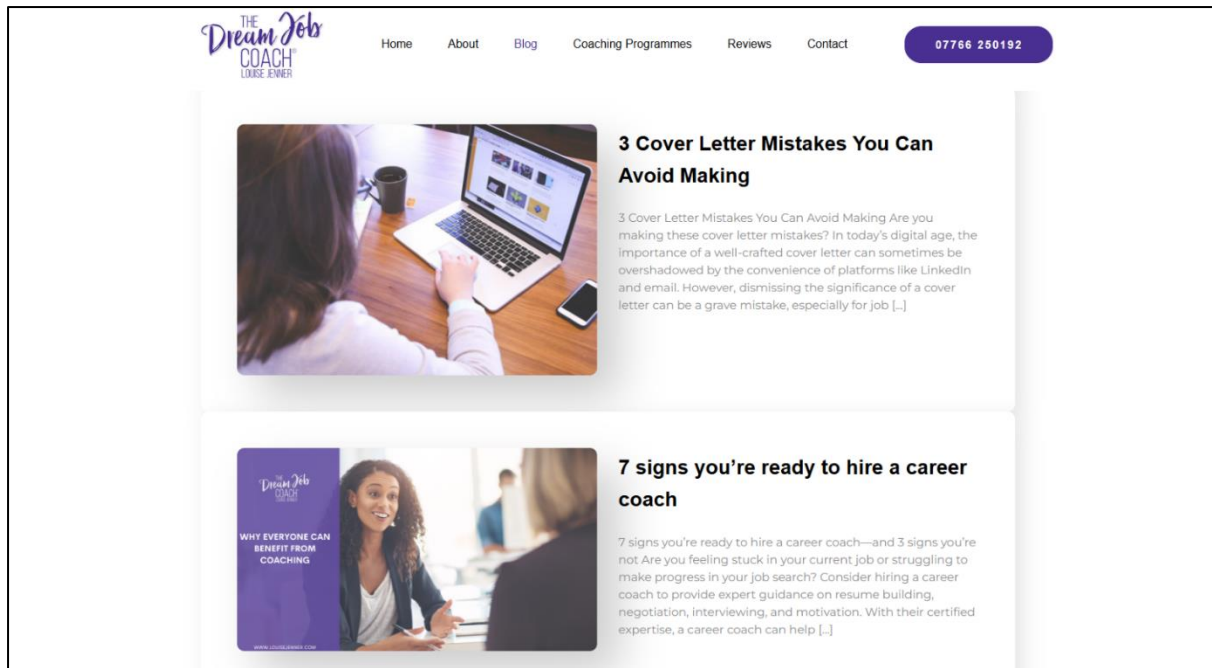 THE
Dream Job
COACH®
LOUISE JENNER
Home About Blog Coaching Programmes Reviews Contact
07766 250192
3 Cover Letter Mistakes You Can
Avoid Making
3 Cover Letter Mistakes You Can Avoid Making Are you
making these cover letter mistakes? In today’s digital age, the
importance of a well-crafted cover letter can sometimes be
overshadowed by the convenience of platforms like LinkedIn
and email. However, dismissing the significance of a cover
letter can be a grave mistake, especially for job [...]
THE
Dream Job
COACH
LOUISE JENNER
WHY EVERYONE CAN
BENEFIT FROM
COACHING
WWW.LOUISEJENNER.COM
7 signs you’re ready to hire a career
coach
7 signs you’re ready to hire a career coach—and 3 signs you’re
not Are you feeling stuck in your current job or struggling to
make progress in your job search? Consider hiring a career
coach to provide expert guidance on resume building,
negotiation, interviewing, and motivation. With their certified
expertise, a career coach can help [...]